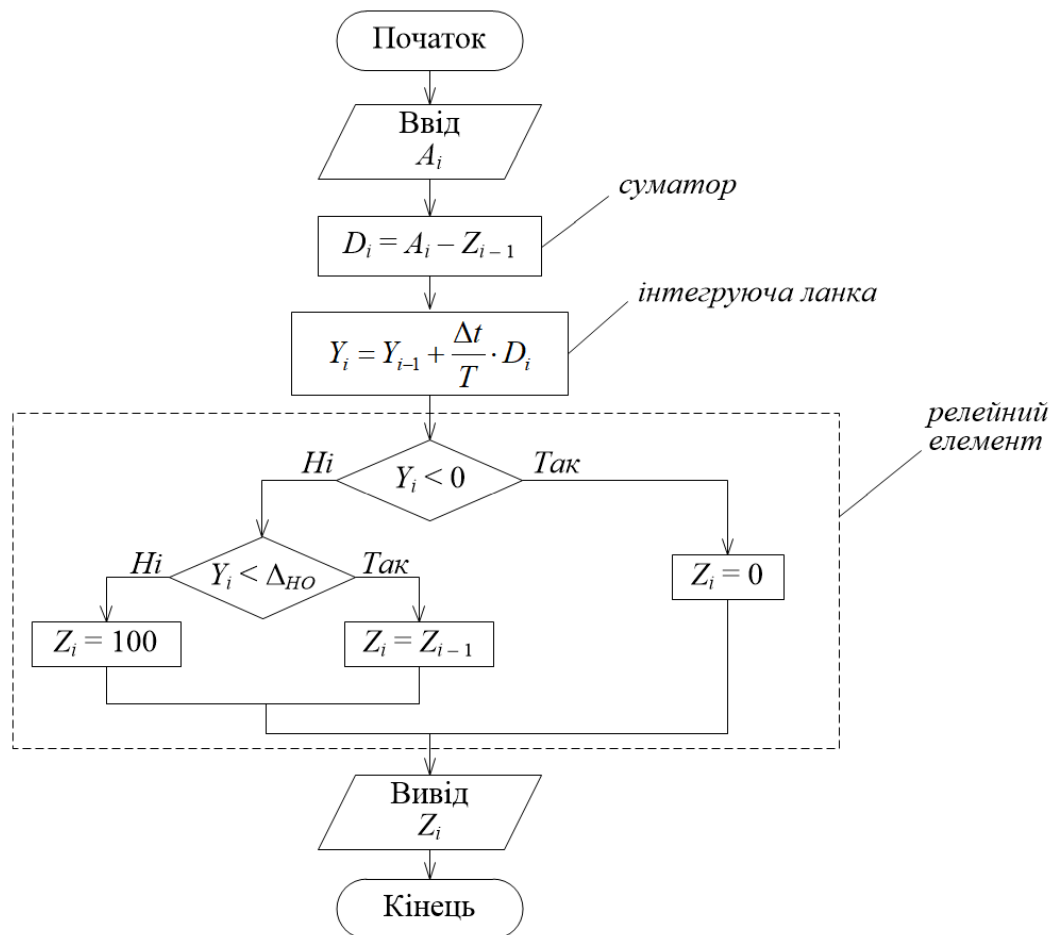 Початок
Ввід
Aᵢ
суматор
Dᵢ = Aᵢ − Zᵢ₋₁
інтегруюча ланка
Yᵢ = Yᵢ₋₁ + Δt/T · Dᵢ
релейний
елемент
Ні
Yᵢ < 0
Так
Ні
Yᵢ < Δ_HO
Так
Zᵢ = 0
Zᵢ = 100
Zᵢ = Zᵢ₋₁
Вивід
Zᵢ
Кінець